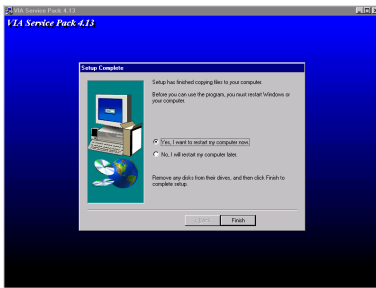 VIA Service Pack 4.13
VIA Service Pack 4.13
Setup Complete
Setup has finished copying files to your computer.
Before you can use the program, you must restart Windows or
your computer.
Yes, I want to restart my computer now.
No, I will restart my computer later.
Remove any disks from their drives, and then click Finish to
complete setup.
< Back
Finish